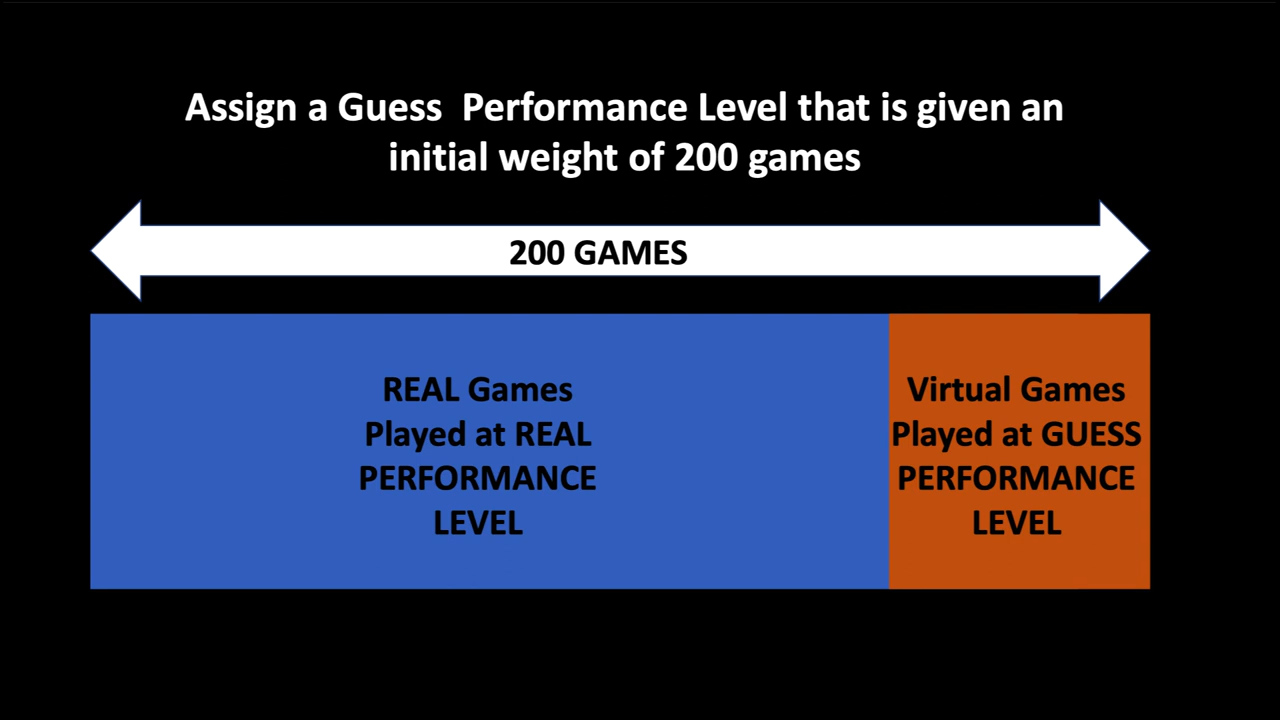 Assign a Guess  Performance Level that is given an
initial weight of 200 games
200 GAMES
REAL Games
Played at REAL
PERFORMANCE
LEVEL
Virtual Games
Played at GUESS
PERFORMANCE
LEVEL